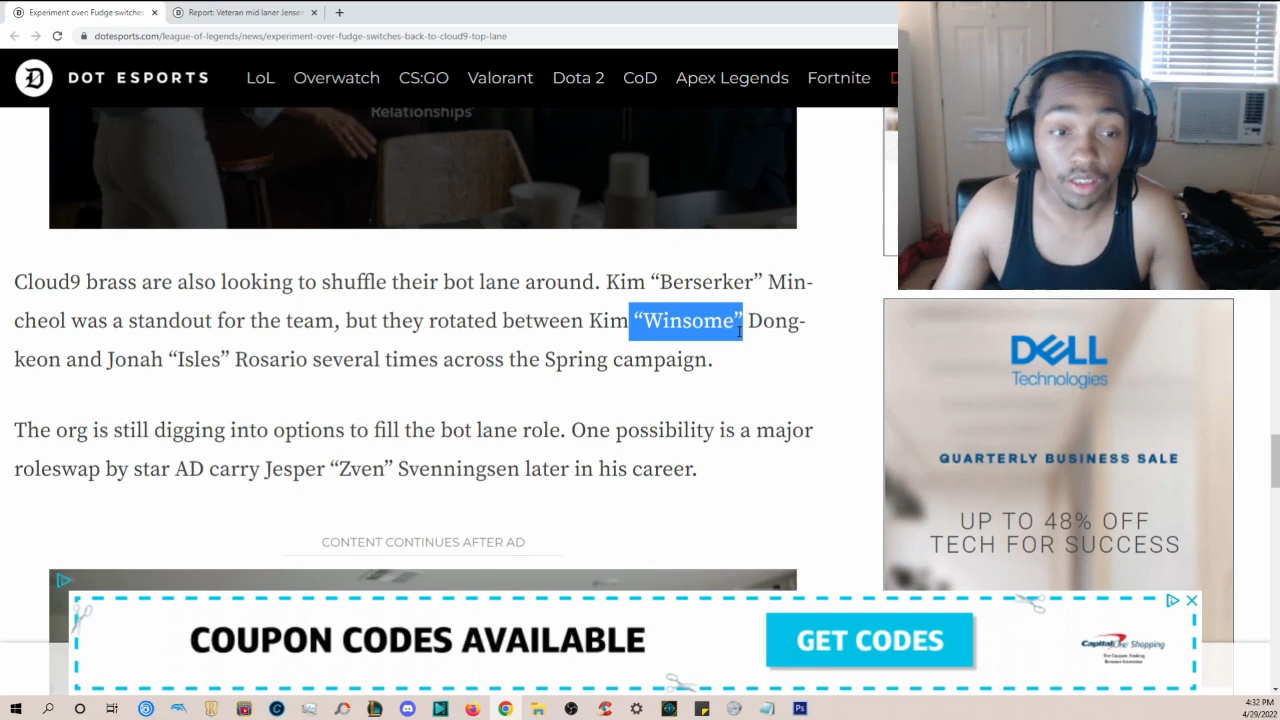 Experiment over: Fudge switches
Report: Veteran mid laner Jensen
dotesports.com/league-of-legends/news/experiment-over-fudge-switches-back-to-cloud9-top-lane
DOT ESPORTS
LoL Overwatch CS:GO Valorant Dota 2 CoD Apex Legends Fortnite
Relationships
Cloud9 brass are also looking to shuffle their bot lane around. Kim “Berserker” Min-
cheol was a standout for the team, but they rotated between Kim “Winsome” Dong-
keon and Jonah “Isles” Rosario several times across the Spring campaign.
The org is still digging into options to fill the bot lane role. One possibility is a major
roleswap by star AD carry Jesper “Zven” Svenningsen later in his career.
CONTENT CONTINUES AFTER AD
DELL
Technologies
QUARTERLY BUSINESS SALE
UP TO 48% OFF
TECH FOR SUCCESS
COUPON CODES AVAILABLE
GET CODES
Capital One Shopping
The Coupon-Finding
Browser Extension
4:32 PM
4/29/2022